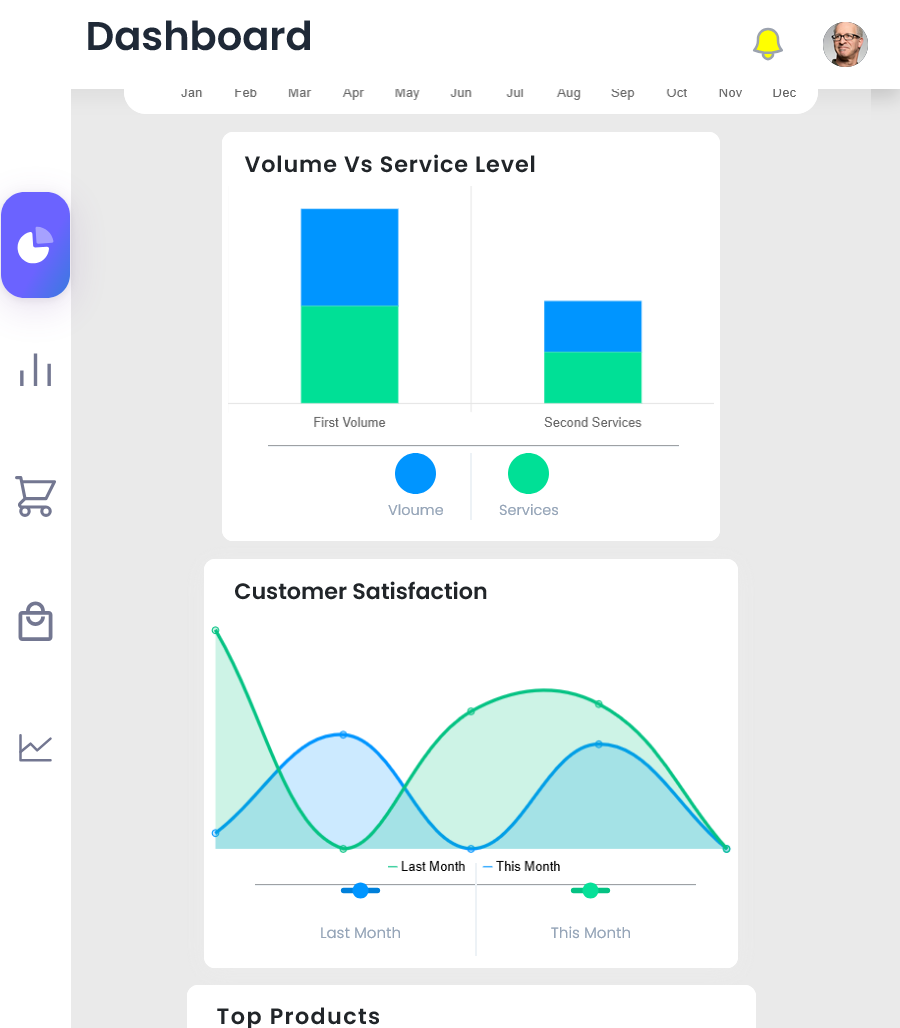 Dashboard
Jan Feb Mar Apr May Jun Jul Aug Sep Oct Nov Dec
Volume Vs Service Level
First Volume Second Services
Vloume Services
Customer Satisfaction
Last Month This Month
Last Month This Month
Top Products